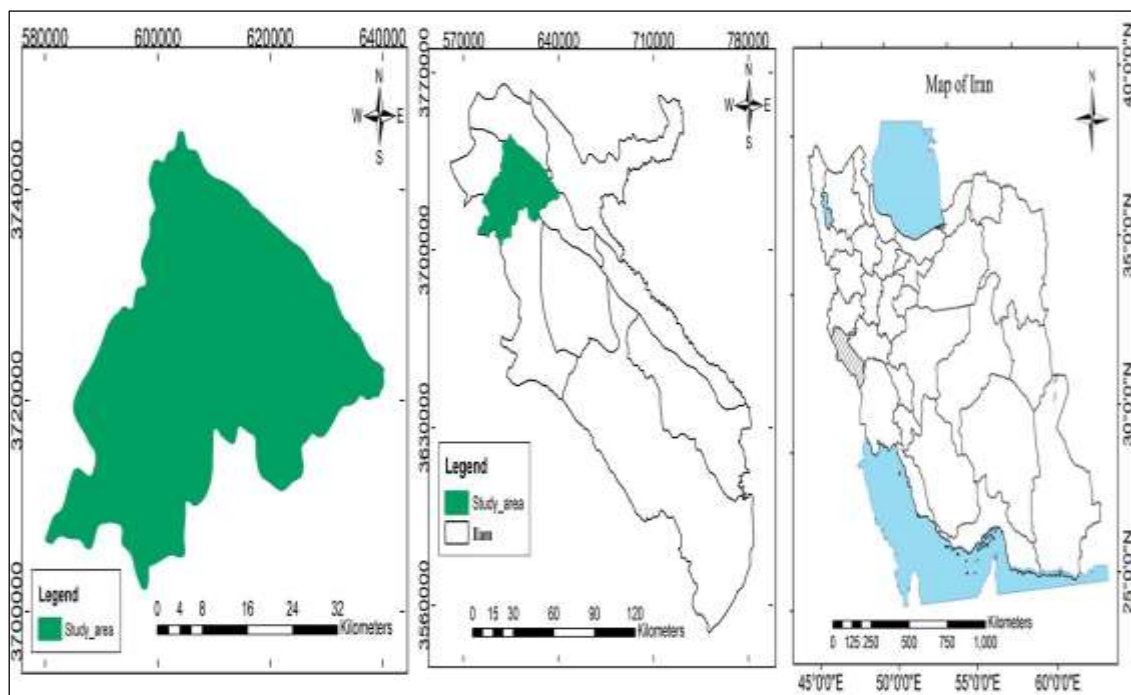 580000 600000 620000 640000
N
W E
S
3740000
3720000
3700000
Legend
Study_area
0 4 8 16 24 32
Kilometers
570000 640000 710000 780000
N
W E
S
3770000
3700000
3630000
3560000
Legend
Study_area
Ilam
0 15 30 60 90 120
Kilometers
Map of Iran
N
40°0'0"N
35°0'0"N
30°0'0"N
25°0'0"N
0 125 250 500 750 1,000
Kilometers
45°0'0"E 50°0'0"E 55°0'0"E 60°0'0"E